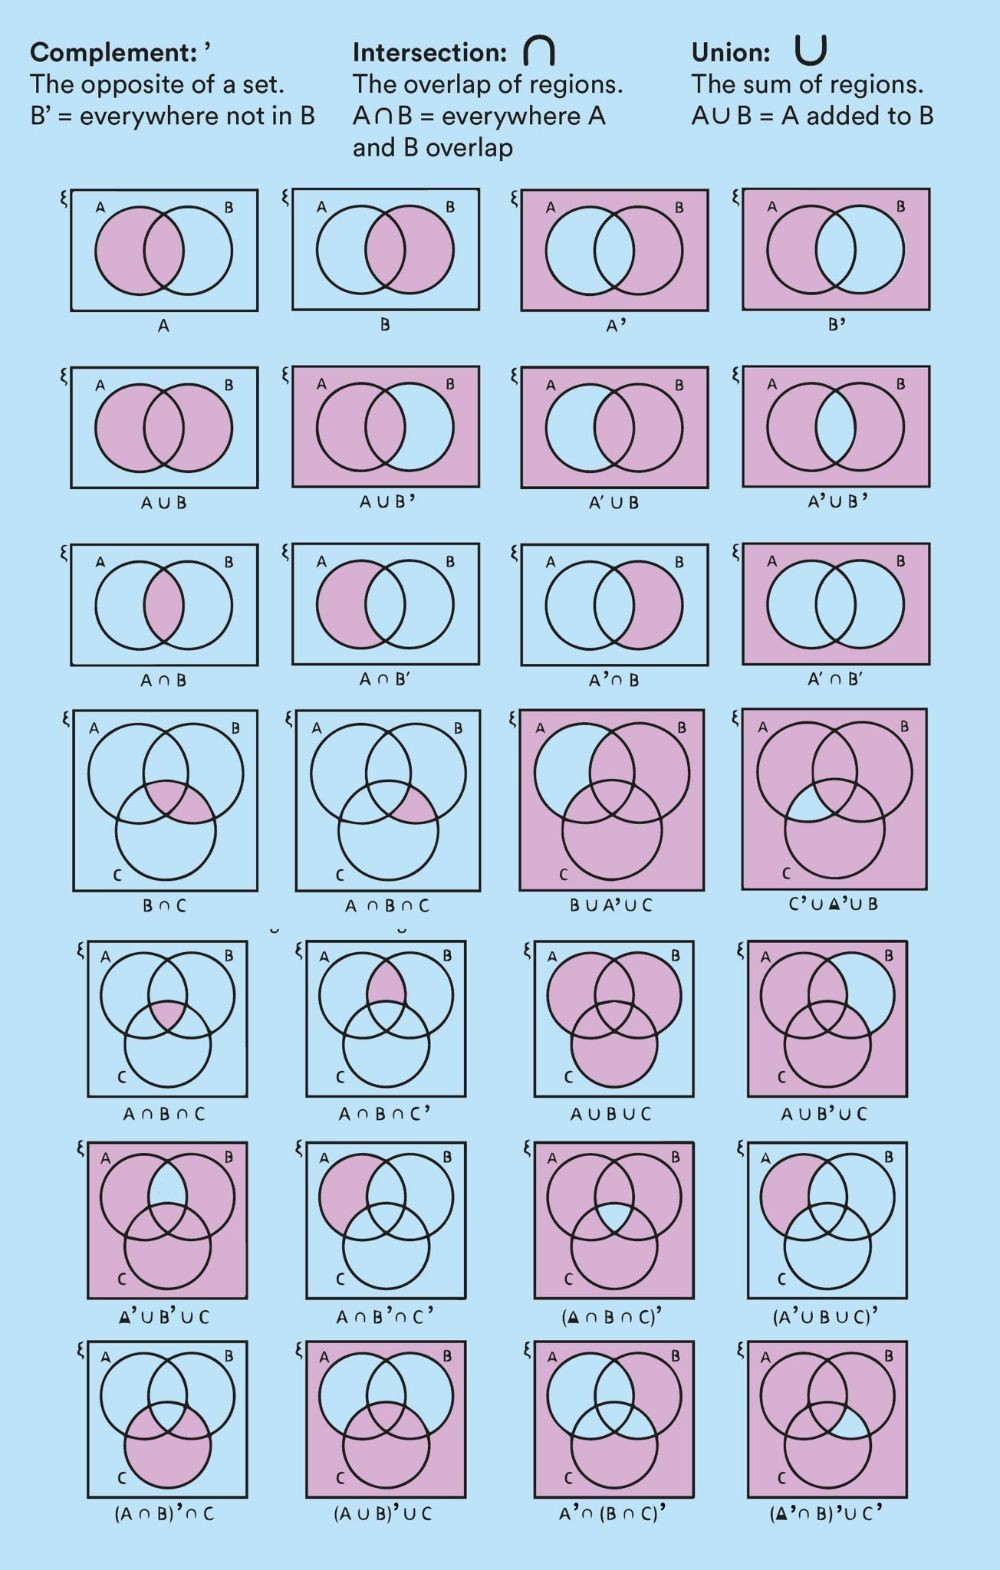 Complement: ’
The opposite of a set.
B’ = everywhere not in B
Intersection: ∩
The overlap of regions.
A∩B = everywhere A
and B overlap
Union: ∪
The sum of regions.
A∪B = A added to B
ξ A B
ξ A B
ξ A B
ξ A B
A
B
A’
B’
ξ A B
ξ A B
ξ A B
ξ A B
A ∪ B
A ∪ B’
A’ ∪ B
A’ ∪ B’
ξ A B
ξ A B
ξ A B
ξ A B
A ∩ B
A ∩ B’
A’ ∩ B
A’ ∩ B’
ξ A B
C
ξ A B
C
ξ A B
C
ξ A B
C
B ∩ C
A ∩ B ∩ C
B ∪ A’ ∪ C
C’ ∪ A’ ∪ B
ξ A B
C
ξ A B
C
ξ A B
C
ξ A B
C
A ∩ B ∩ C
A ∩ B ∩ C’
A ∪ B ∪ C
A ∪ B’ ∪ C
ξ A B
C
ξ A B
C
ξ A B
C
ξ A B
C
A’ ∪ B’ ∪ C
A ∩ B’ ∩ C’
(A ∩ B ∩ C)’
(A’ ∪ B ∪ C)’
ξ A B
C
ξ A B
C
ξ A B
C
ξ A B
C
(A ∩ B)’ ∩ C
(A ∪ B)’ ∪ C
A’ ∩ (B ∩ C)’
(A’ ∩ B)’ ∪ C’